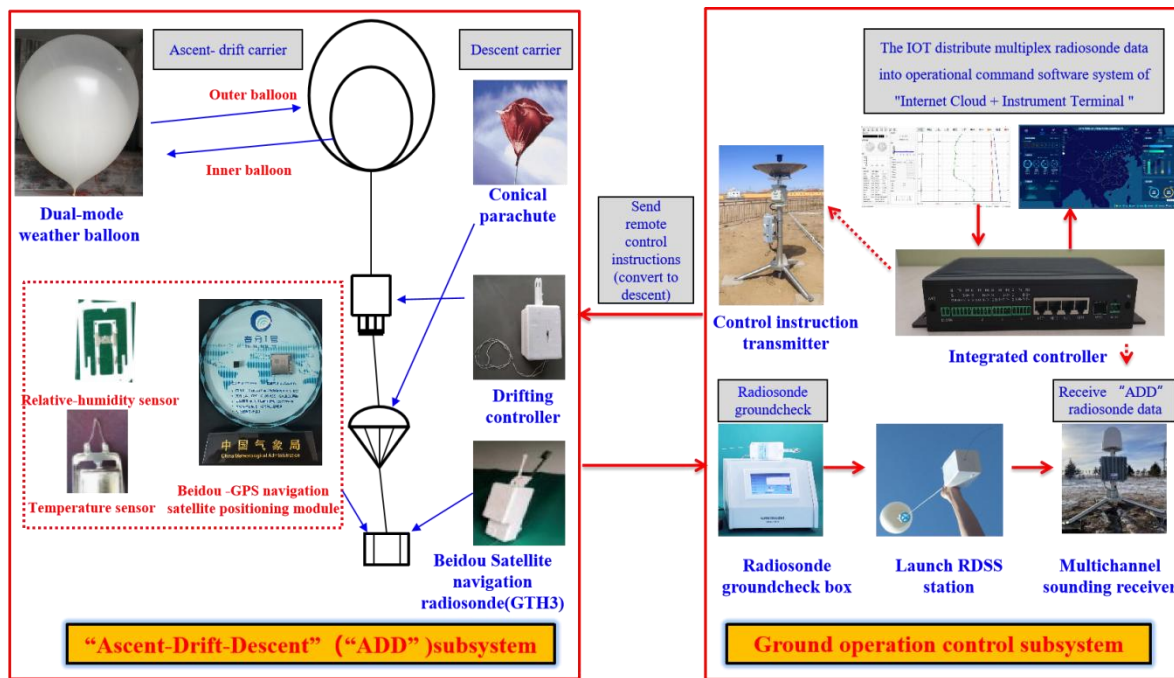 Ascent- drift carrier
Descent carrier
Outer balloon
Inner balloon
Dual-mode
weather balloon
Conical
parachute
Relative-humidity sensor
Temperature sensor
中国气象局
China Meteorological Administration
Beidou -GPS navigation
satellite positioning module
Drifting
controller
Beidou Satellite
navigation
radiosonde(GTH3)
“Ascent-Drift-Descent” (“ADD” )subsystem
Send
remote
control
instructions
(convert to
descent)
The IOT distribute multiplex radiosonde data
into operational command software system of
"Internet Cloud + Instrument Terminal "
Control instruction
transmitter
Integrated controller
Radiosonde
groundcheck
Receive “ADD”
radiosonde data
Radiosonde
groundcheck box
Launch RDSS
station
Multichannel
sounding receiver
Ground operation control subsystem